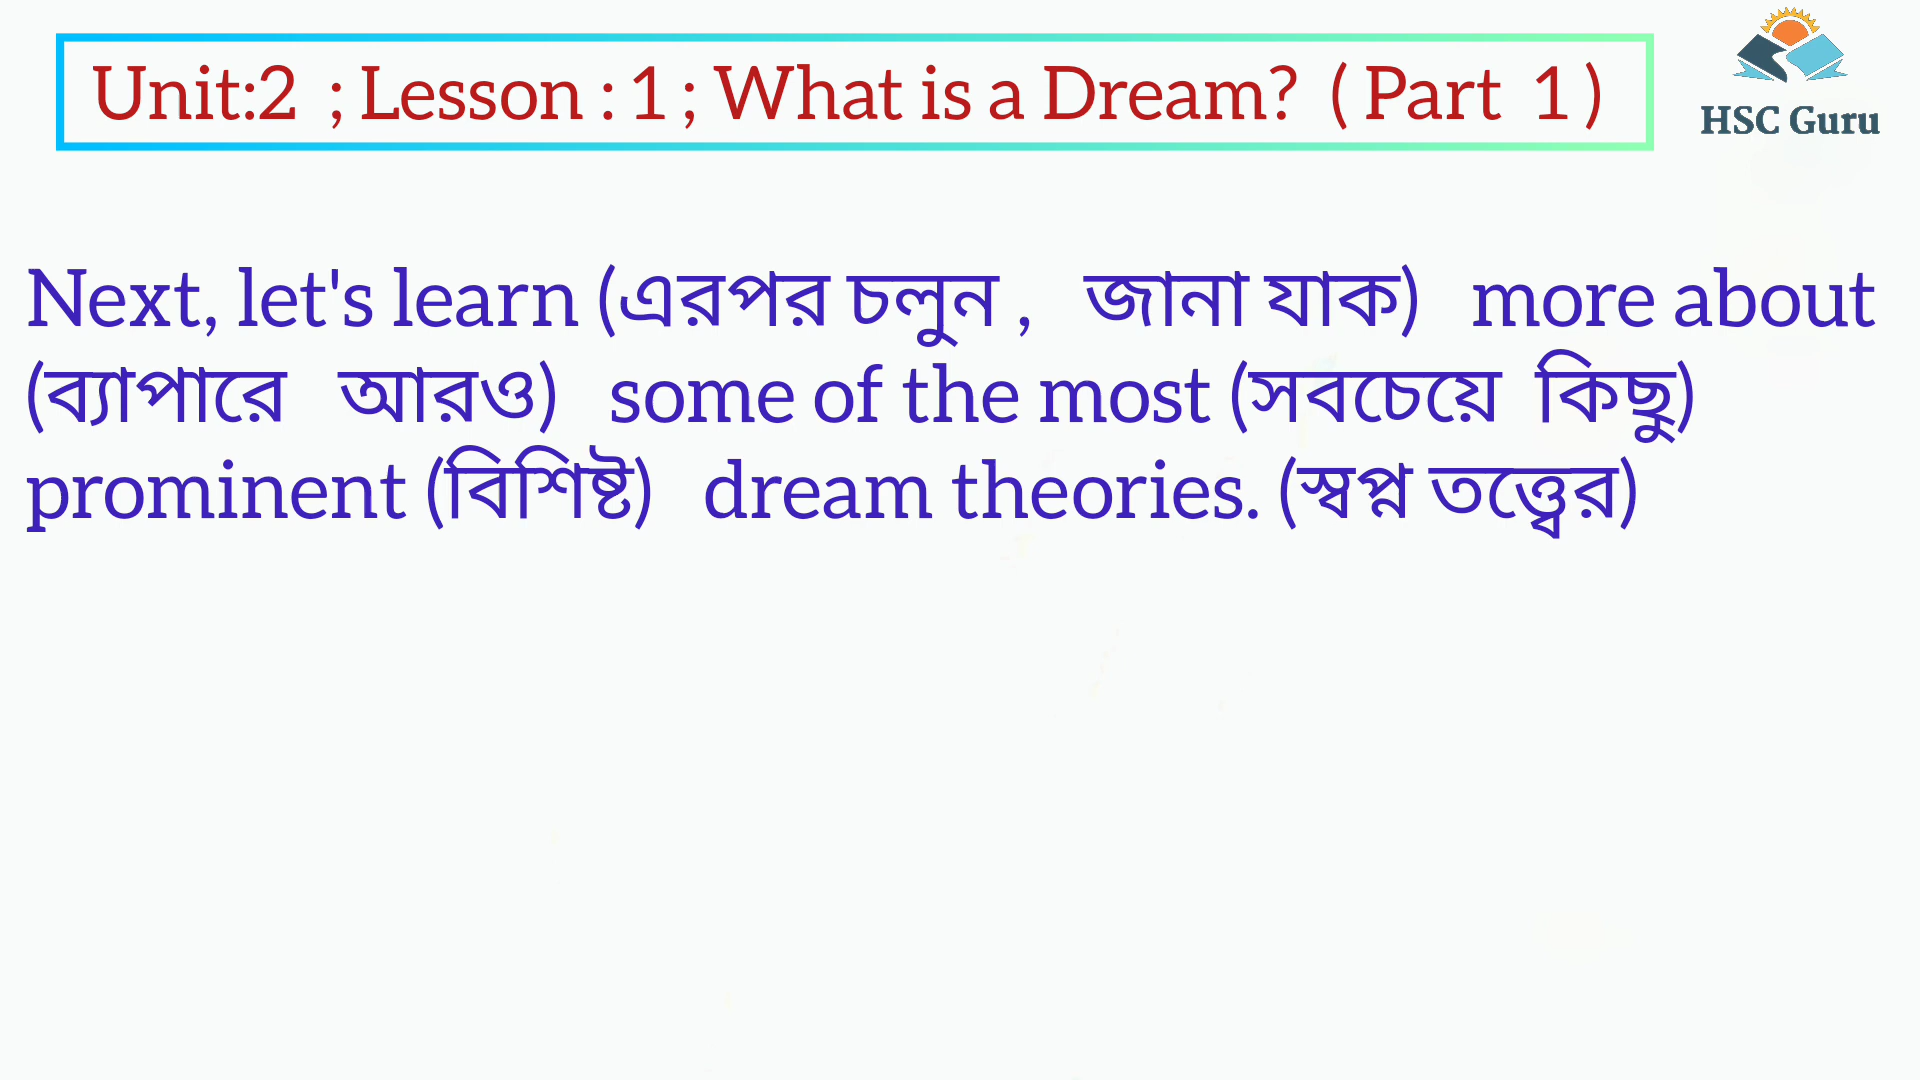 Unit:2 ; Lesson : 1 ; What is a Dream? ( Part 1 )
HSC Guru
Next, let's learn (এরপর চলুন , জানা যাক) more about
(ব্যাপারে আরও) some of the most (সবচেয়ে কিছু)
prominent (বিশিষ্ট) dream theories. (স্বপ্ন তত্ত্বের)